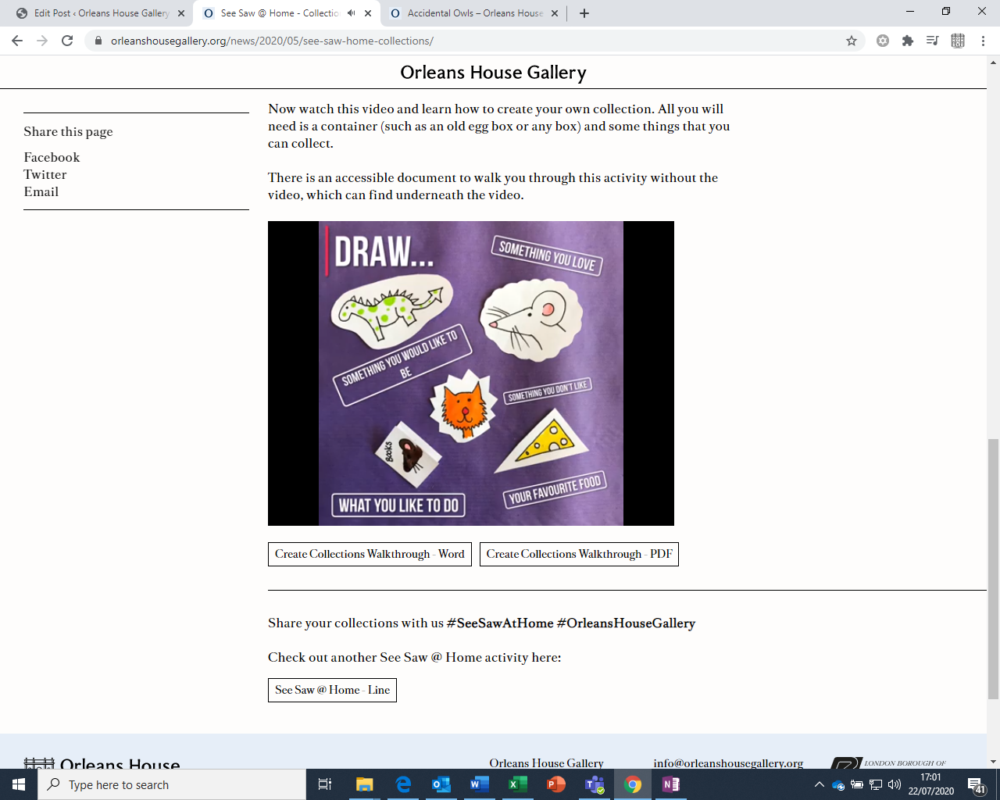 Edit Post ‹ Orleans House Gallery
See Saw @ Home - Collectio
Accidental Owls – Orleans House
orleanshousegallery.org/news/2020/05/see-saw-home-collections/
Orleans House Gallery
Share this page
Facebook
Twitter
Email
Now watch this video and learn how to create your own collection. All you will
need is a container (such as an old egg box or any box) and some things that you
can collect.
There is an accessible document to walk you through this activity without the
video, which can find underneath the video.
DRAW...
SOMETHING YOU LOVE
SOMETHING YOU WOULD LIKE TO
BE
SOMETHING YOU DON'T LIKE
BOOKS
WHAT YOU LIKE TO DO
YOUR FAVOURITE FOOD
Create Collections Walkthrough - Word
Create Collections Walkthrough - PDF
Share your collections with us #SeeSawAtHome #OrleansHouseGallery
Check out another See Saw @ Home activity here:
See Saw @ Home - Line
Orleans House
Orleans House Gallery
info@orleanshousegallery.org
LONDON BOROUGH OF
Type here to search
17:01
22/07/2020
41